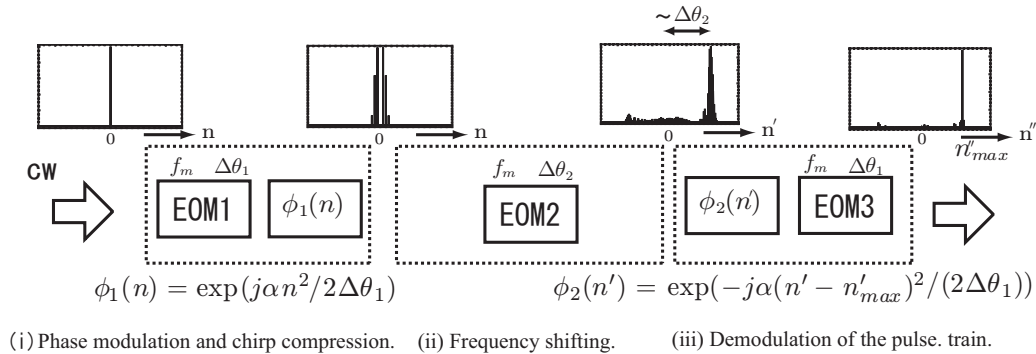 ~Δθ₂
0
n
0
n
0
n′
0
n″
n″max
CW
fm Δθ₁
EOM1
ϕ₁(n)
fm Δθ₂
EOM2
ϕ₂(n′)
fm Δθ₁
EOM3
ϕ₁(n) = exp(jαn²/2Δθ₁)
ϕ₂(n′) = exp(−jα(n′ − n′max)²/(2Δθ₁))
(i) Phase modulation and chirp compression.
(ii) Frequency shifting.
(iii) Demodulation of the pulse. train.